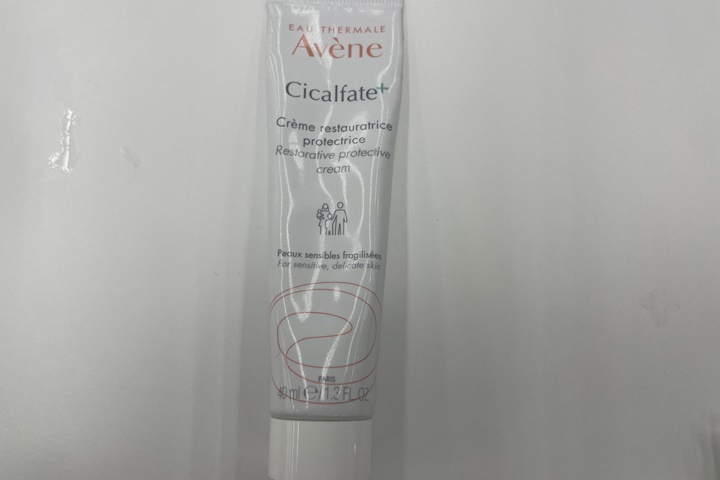 EAU THERMALE
Avène
Cicalfate+
Crème restauratrice
protectrice
Restorative protective
cream
Peaux sensibles fragilisées
For sensitive, delicate skin
PARIS
40 ml ℮ / 1.3 FL. OZ